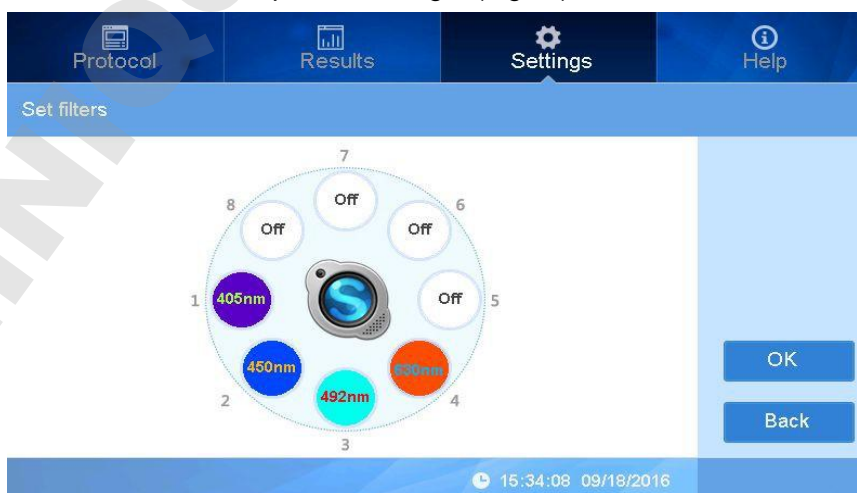 Protocol
Results
Settings
Help
Set filters
7
8
Off
6
Off
Off
1
405nm
Off
5
450nm
630nm
492nm
2
4
3
OK
Back
15:34:08 09/18/2016